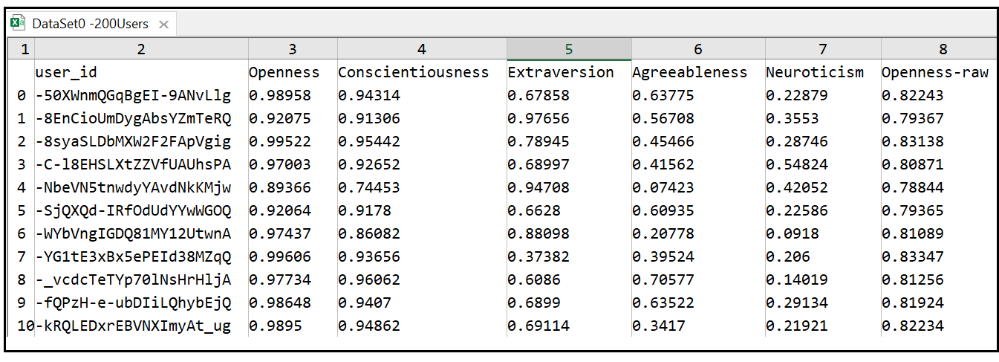 DataSet0 -200Users
1 2 3 4 5 6 7 8
user_id Openness Conscientiousness Extraversion Agreeableness Neuroticism Openness-raw
0 -50XWnmQGqBgEI-9ANvLlg 0.98958 0.94314 0.67858 0.63775 0.22879 0.82243
1 -8EnCioUmDygAbsYZmTeRQ 0.92075 0.91306 0.97656 0.56708 0.3553 0.79367
2 -8syaSLDbMXW2F2FApVgig 0.99522 0.95442 0.78945 0.45466 0.28746 0.83138
3 -C-l8EHSLXtZZVfUAUhsPA 0.97003 0.92652 0.68997 0.41562 0.54824 0.80871
4 -NbeVN5tnwdyYAvdNkKMjw 0.89366 0.74453 0.94708 0.07423 0.42052 0.78844
5 -SjQXQd-IRfOdUdYYwWGOQ 0.92064 0.9178 0.6628 0.60935 0.22586 0.79365
6 -WYbVngIGDQ81MY12UtwnA 0.97437 0.86082 0.88098 0.20778 0.0918 0.81089
7 -YG1tE3xBx5ePEId38MZqQ 0.99606 0.93656 0.37382 0.39524 0.206 0.83347
8 -_vcdcTeTYp70lNsHrHljA 0.97734 0.96062 0.6086 0.70577 0.14019 0.81256
9 -fQPzH-e-ubDIiLQhybEjQ 0.98648 0.9407 0.6899 0.63522 0.29134 0.81924
10 -kRQLEDxrEBVNXImyAt_ug 0.9895 0.94862 0.69114 0.3417 0.21921 0.82234